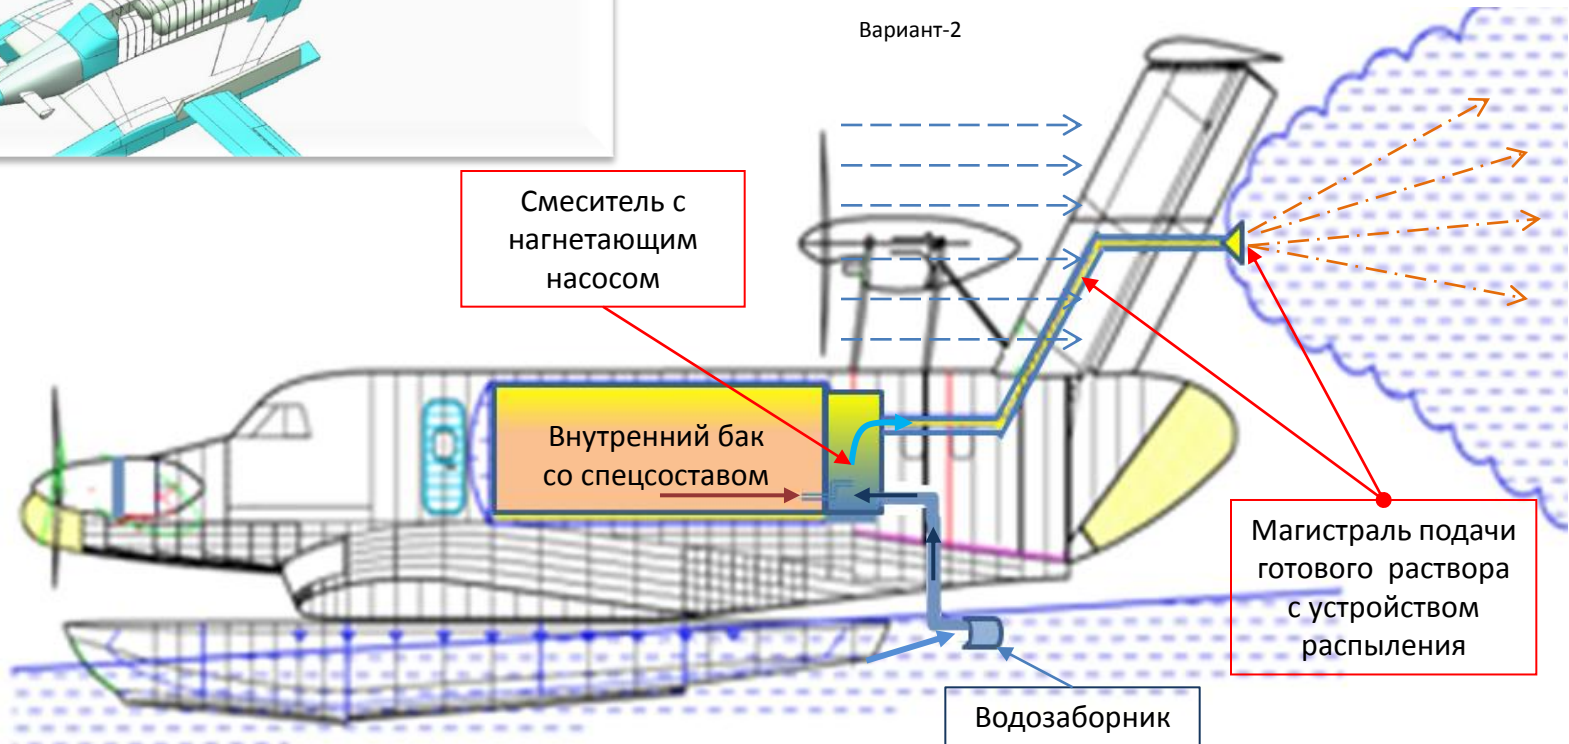 Вариант-2
Смеситель с
нагнетающим
насосом
Внутренний бак
со спецсоставом
Магистраль подачи
готового раствора
с устройством
распыления
Водозаборник